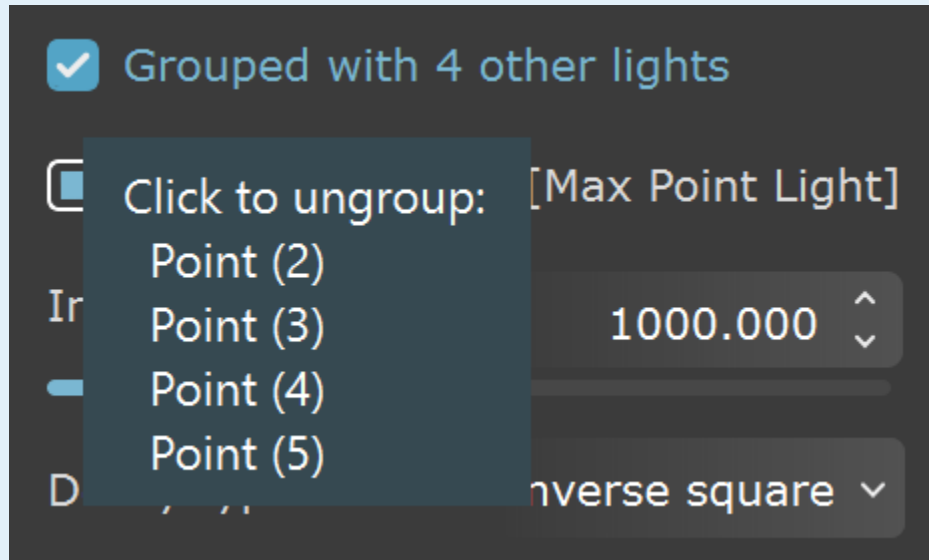 Grouped with 4 other lights
[Max Point Light]
Click to ungroup:
Point (2)
Point (3)
Point (4)
Point (5)
1000.000
square